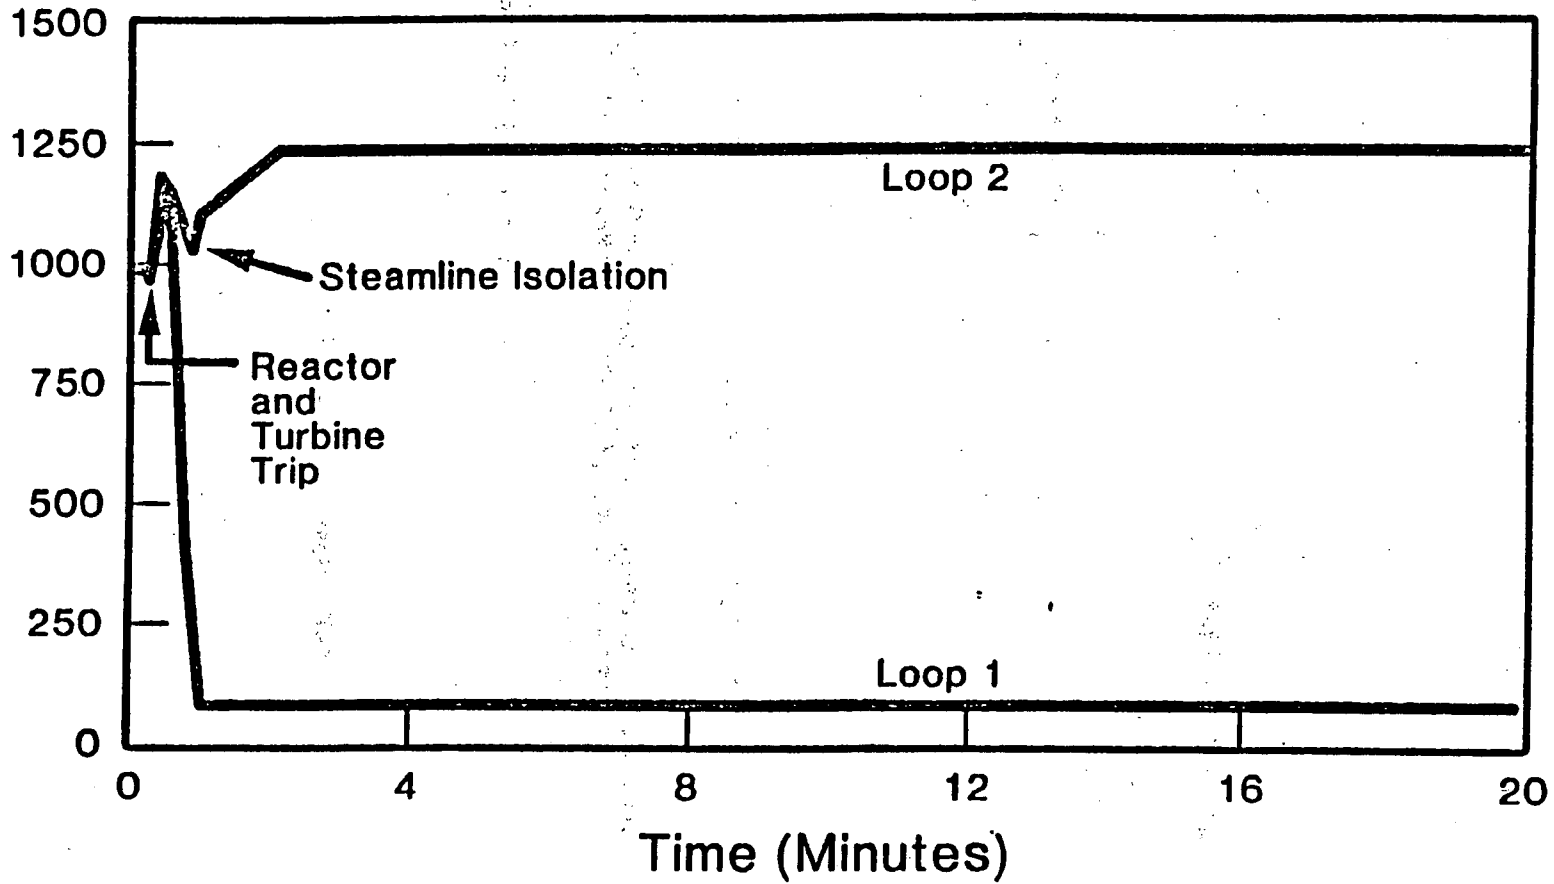 1500
1250
Loop 2
1000
Steamline Isolation
Reactor
and
Turbine
Trip
750
500
250
Loop 1
0
0 4 8 12 16 20
Time (Minutes)